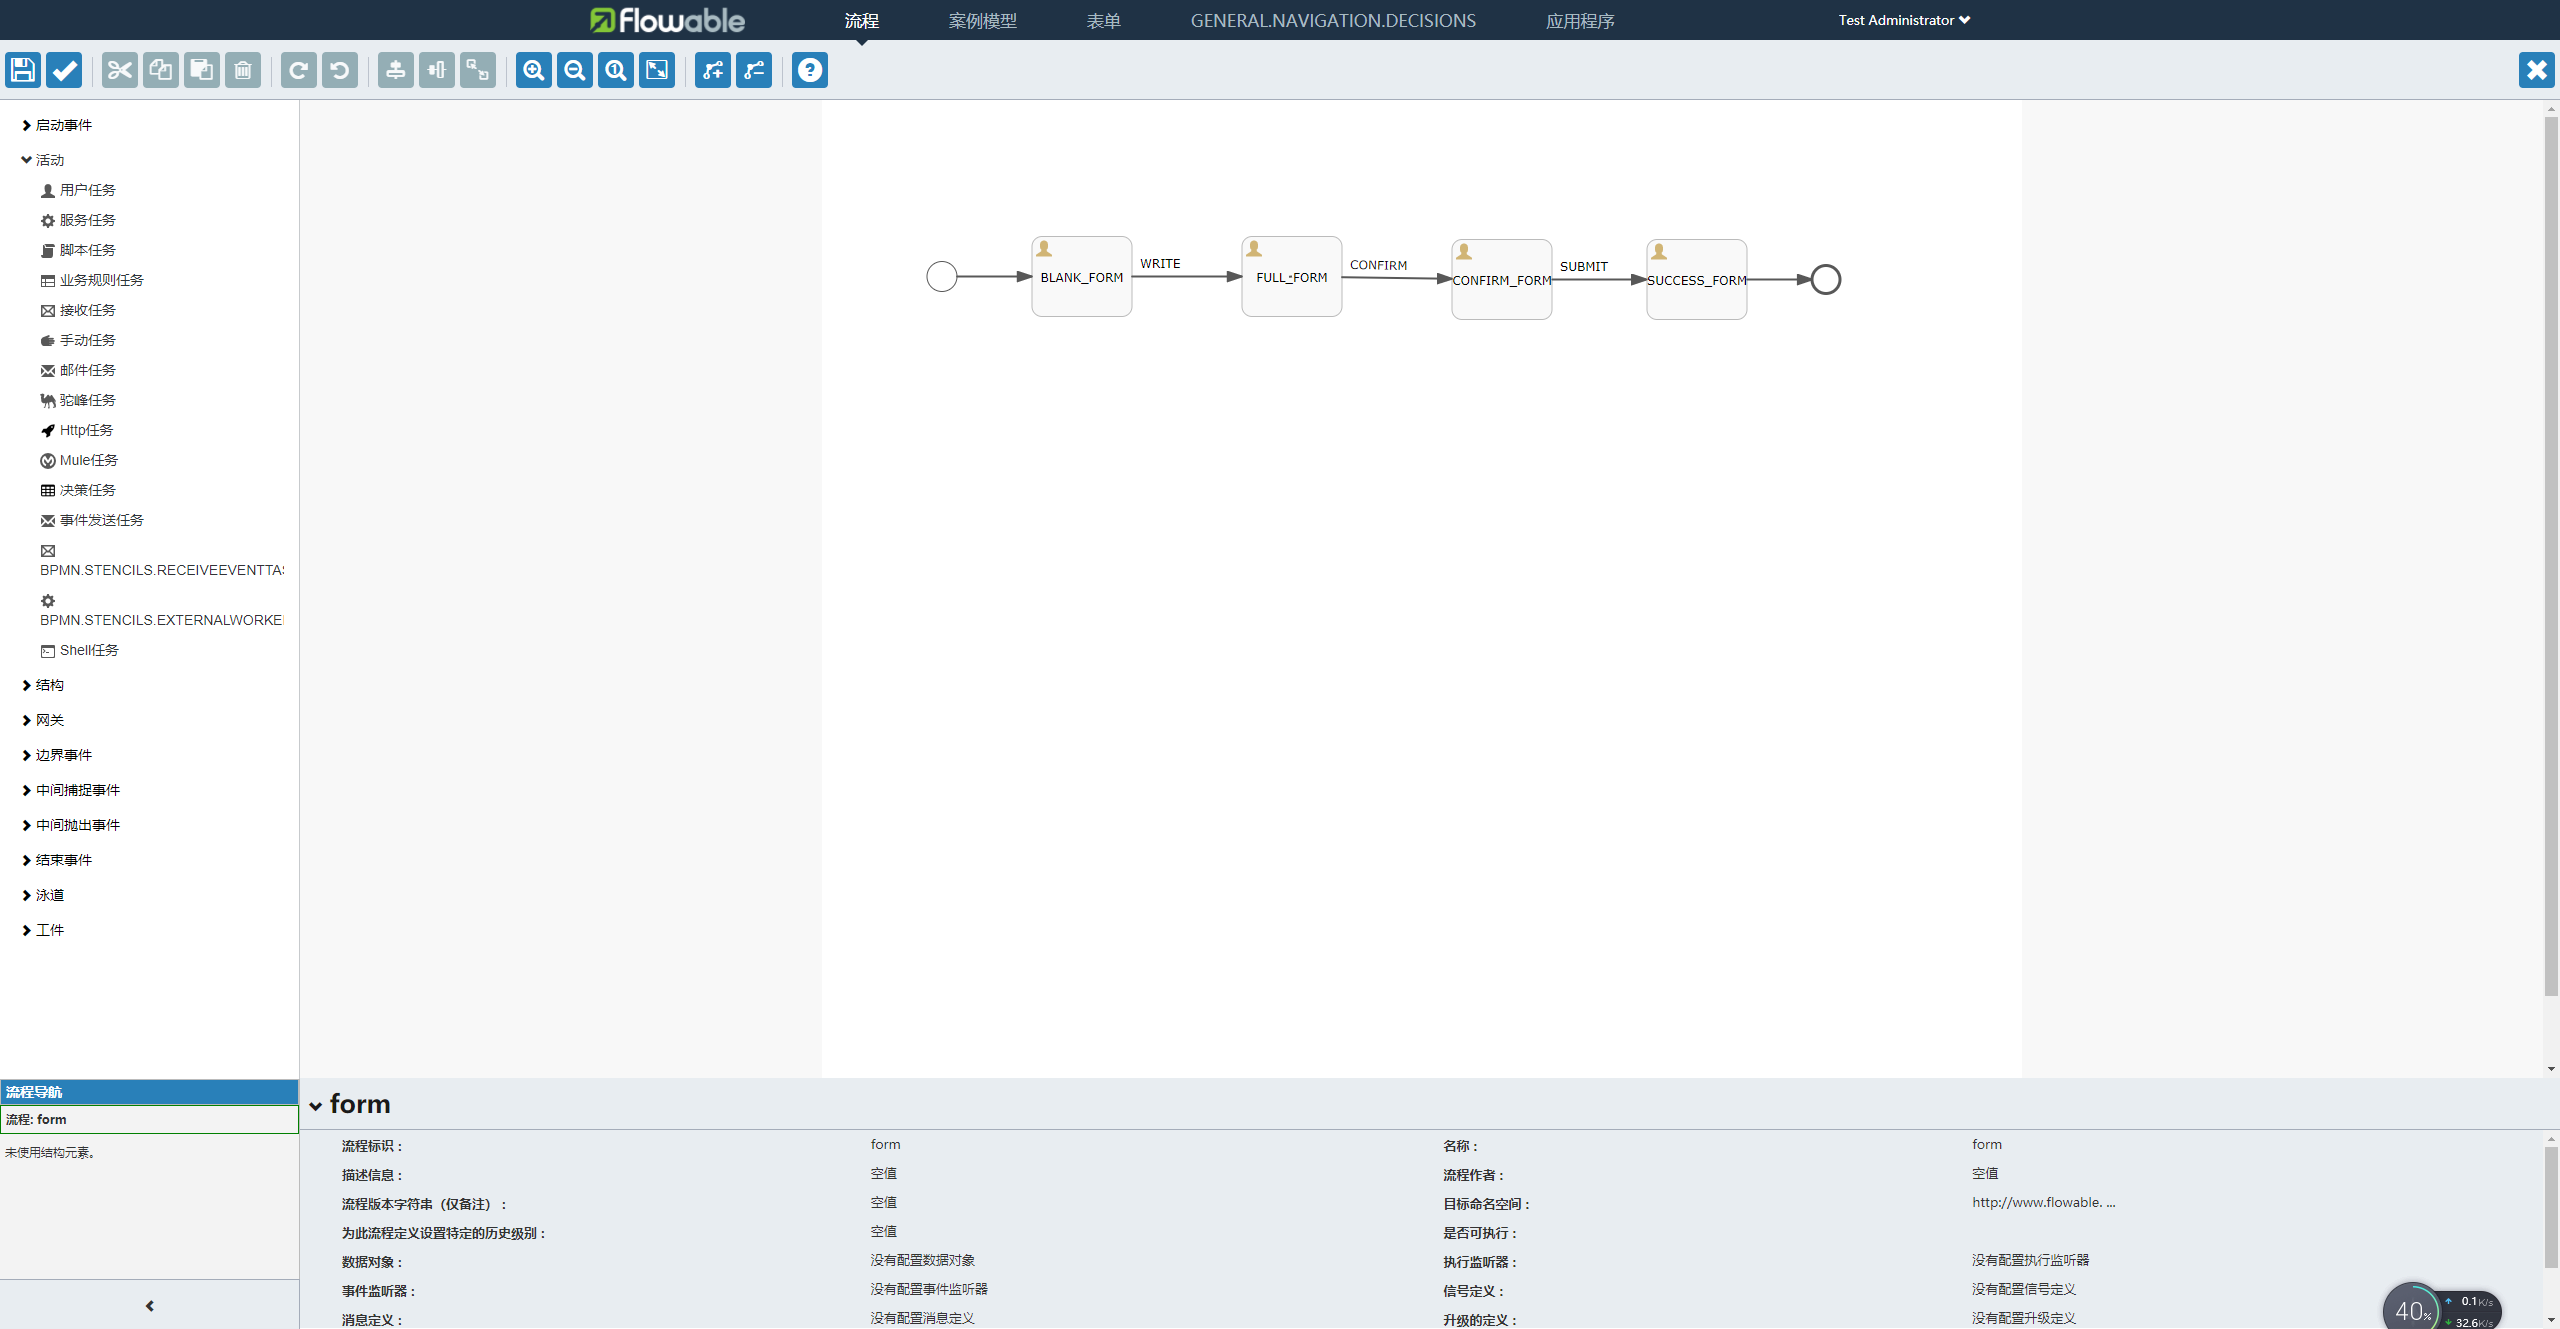 flowable
流程
案例模型
表单
GENERAL.NAVIGATION.DECISIONS
应用程序
Test Administrator
启动事件
活动
用户任务
服务任务
脚本任务
业务规则任务
接收任务
手动任务
邮件任务
驼峰任务
Http任务
Mule任务
决策任务
事件发送任务
BPMN.STENCILS.RECEIVEEVENTTAS
BPMN.STENCILS.EXTERNALWORKE
Shell任务
结构
网关
边界事件
中间捕捉事件
中间抛出事件
结束事件
泳道
工件
BLANK_FORM
WRITE
FULL_FORM
CONFIRM
CONFIRM_FORM
SUBMIT
SUCCESS_FORM
流程导航
流程: form
未使用结构元素。
form
流程标识： form 名称： form
描述信息： 空值 流程作者： 空值
流程版本字符串（仅备注）： 空值 目标命名空间： http://www.flowable. ...
为此流程定义设置特定的历史级别： 空值 是否可执行：
数据对象： 没有配置数据对象 执行监听器： 没有配置执行监听器
事件监听器： 没有配置事件监听器 信号定义： 没有配置信号定义
消息定义： 没有配置消息定义 升级的定义： 没有配置升级定义
40%
0.1K/s
32.6K/s